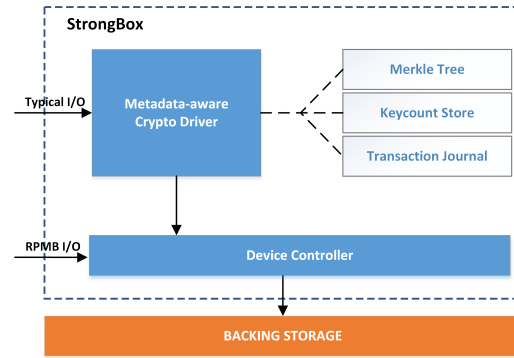 StrongBox
Merkle Tree
Typical I/O
Metadata-aware
Crypto Driver
Keycount Store
Transaction Journal
RPMB I/O
Device Controller
BACKING STORAGE